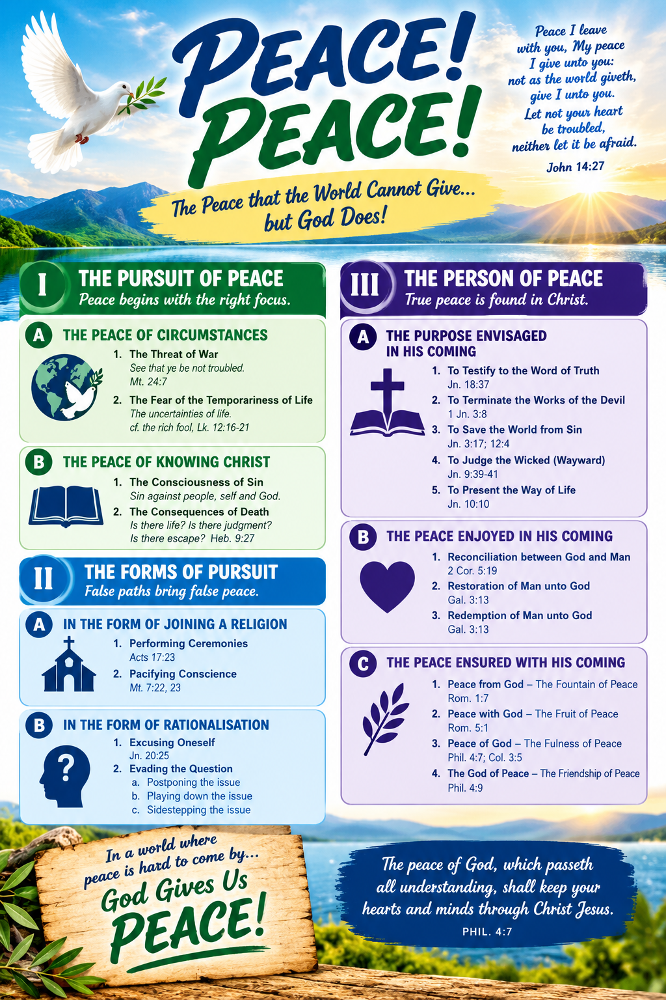 PEACE!
PEACE!
The Peace that the World Cannot Give...
but God Does!
Peace I leave
with you, My peace
I give unto you:
not as the world giveth,
give I unto you.
Let not your heart
be troubled,
neither let it be afraid.
John 14:27
I
THE PURSUIT OF PEACE
Peace begins with the right focus.
A
THE PEACE OF CIRCUMSTANCES
1. The Threat of War
See that ye be not troubled.
Mt. 24:7
2. The Fear of the Temporariness of Life
The uncertainties of life.
cf. the rich fool, Lk. 12:16-21
B
THE PEACE OF KNOWING CHRIST
1. The Consciousness of Sin
Sin against people, self and God.
2. The Consequences of Death
Is there life? Is there judgment?
Is there escape? Heb. 9:27
II
THE FORMS OF PURSUIT
False paths bring false peace.
A
IN THE FORM OF JOINING A RELIGION
1. Performing Ceremonies
Acts 17:23
2. Pacifying Conscience
Mt. 7:22, 23
B
IN THE FORM OF RATIONALISATION
?
1. Excusing Oneself
Jn. 20:25
2. Evading the Question
a. Postponing the issue
b. Playing down the issue
c. Sidestepping the issue
III
THE PERSON OF PEACE
True peace is found in Christ.
A
THE PURPOSE ENVISAGED
IN HIS COMING
1. To Testify to the Word of Truth
Jn. 18:37
2. To Terminate the Works of the Devil
1 Jn. 3:8
3. To Save the World from Sin
Jn. 3:17; 12:4
4. To Judge the Wicked (Wayward)
Jn. 9:39-41
5. To Present the Way of Life
Jn. 10:10
B
THE PEACE ENJOYED IN HIS COMING
1. Reconciliation between God and Man
2 Cor. 5:19
2. Restoration of Man unto God
Gal. 3:13
3. Redemption of Man unto God
Gal. 3:13
C
THE PEACE ENSURED WITH HIS COMING
1. Peace from God – The Fountain of Peace
Rom. 1:7
2. Peace with God – The Fruit of Peace
Rom. 5:1
3. Peace of God – The Fulness of Peace
Phil. 4:7; Col. 3:5
4. The God of Peace – The Friendship of Peace
Phil. 4:9
In a world where
peace is hard to come by...
God Gives Us
PEACE!
The peace of God, which passeth
all understanding, shall keep your
hearts and minds through Christ Jesus.
PHIL. 4:7